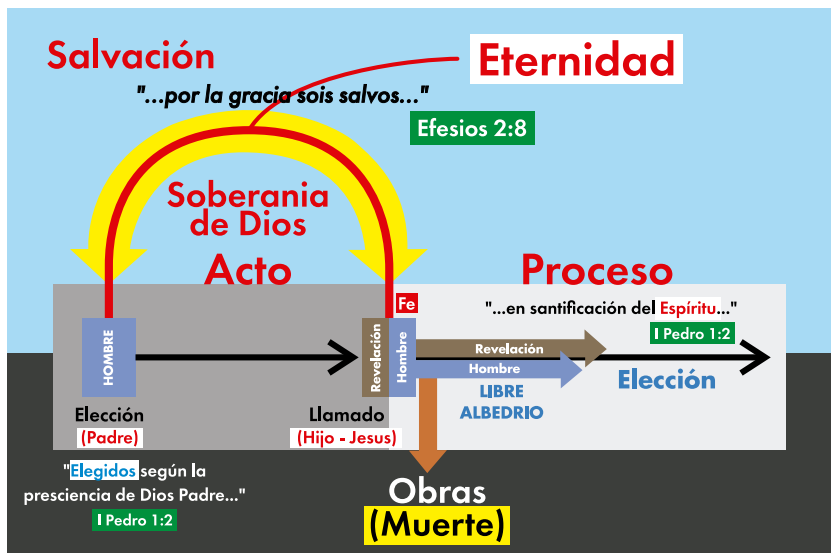 Salvación
Eternidad
"...por la gracia sois salvos..."
Efesios 2:8
Soberania
de Dios
Acto
Proceso
Fe
"...en santificación del Espíritu..."
I Pedro 1:2
HOMBRE
Revelación
Hombre
Revelación
Hombre
LIBRE
ALBEDRIO
Elección
Elección
(Padre)
Llamado
(Hijo - Jesus)
"Elegidos según la
presciencia de Dios Padre..."
I Pedro 1:2
Obras
(Muerte)